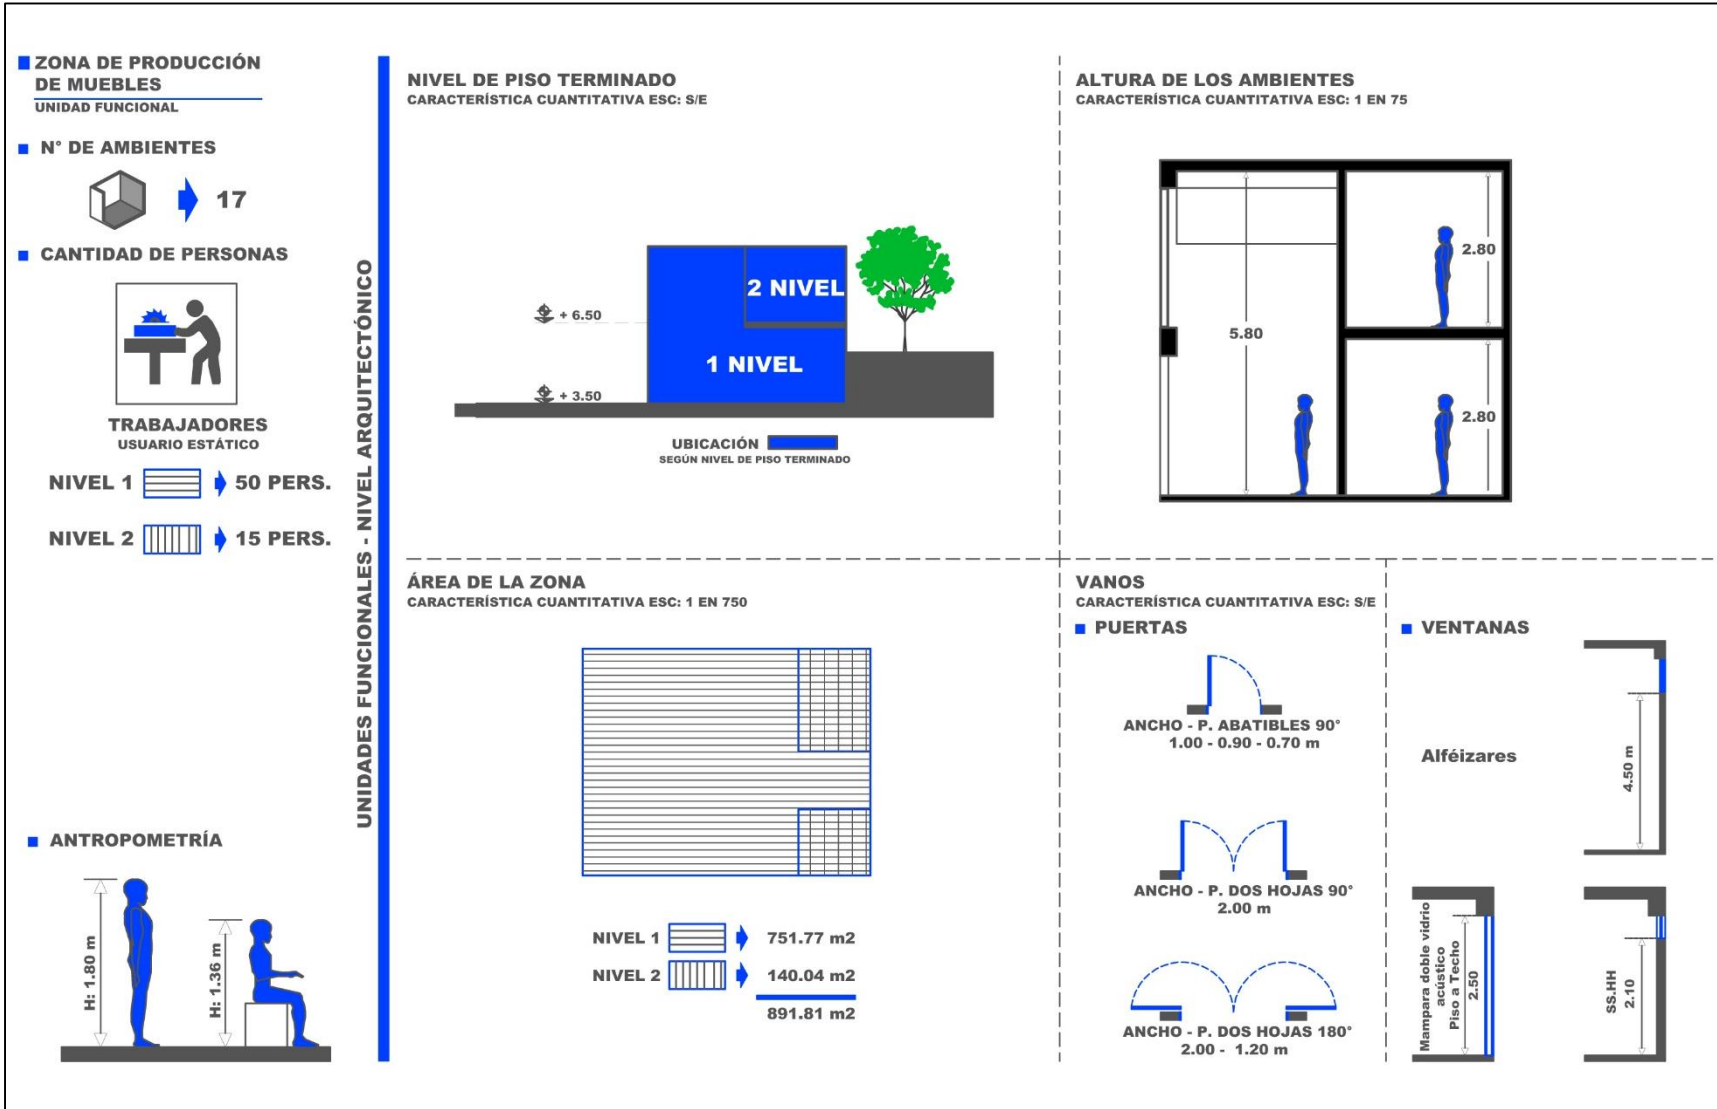 ZONA DE PRODUCCIÓN
DE MUEBLES
UNIDAD FUNCIONAL
N° DE AMBIENTES
17
CANTIDAD DE PERSONAS
TRABAJADORES
USUARIO ESTÁTICO
NIVEL 1 50 PERS.
NIVEL 2 15 PERS.
ANTROPOMETRÍA
H: 1.80 m
H: 1.36 m
UNIDADES FUNCIONALES - NIVEL ARQUITECTÓNICO
NIVEL DE PISO TERMINADO
CARACTERÍSTICA CUANTITATIVA ESC: S/E
+ 6.50
+ 3.50
2 NIVEL
1 NIVEL
UBICACIÓN
SEGÚN NIVEL DE PISO TERMINADO
ALTURA DE LOS AMBIENTES
CARACTERÍSTICA CUANTITATIVA ESC: 1 EN 75
5.80
2.80
2.80
ÁREA DE LA ZONA
CARACTERÍSTICA CUANTITATIVA ESC: 1 EN 750
NIVEL 1 751.77 m2
NIVEL 2 140.04 m2
891.81 m2
VANOS
CARACTERÍSTICA CUANTITATIVA ESC: S/E
PUERTAS
ANCHO - P. ABATIBLES 90°
1.00 - 0.90 - 0.70 m
ANCHO - P. DOS HOJAS 90°
2.00 m
ANCHO - P. DOS HOJAS 180°
2.00 - 1.20 m
VENTANAS
Alféizares
4.50 m
Mampara doble vidrio
acústico
Piso a Techo
2.50
SS.HH
2.10